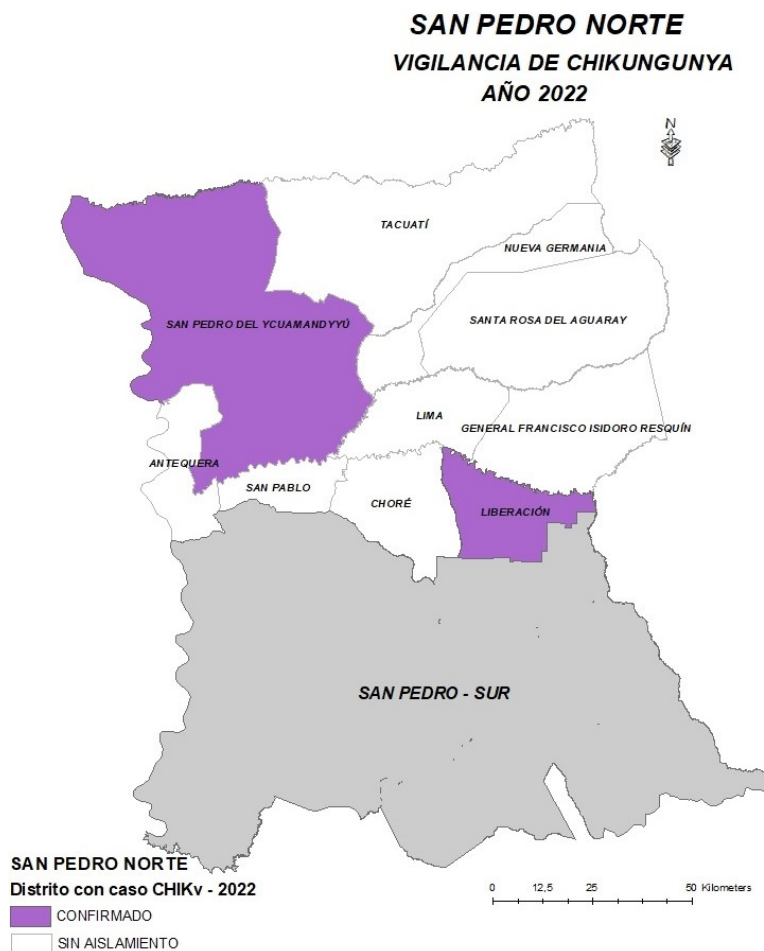 SAN PEDRO NORTE
VIGILANCIA DE CHIKUNGUNYA
AÑO 2022
N
TACUATÍ
NUEVA GERMANIA
SAN PEDRO DEL YCUAMANDYYÚ
SANTA ROSA DEL AGUARAY
LIMA
GENERAL FRANCISCO ISIDORO RESQUÍN
ANTEQUERA
SAN PABLO
CHORÉ
LIBERACIÓN
SAN PEDRO - SUR
SAN PEDRO NORTE
Distrito con caso CHIKv - 2022
CONFIRMADO
SIN AISLAMIENTO
0 12,5 25 50 Kilometers